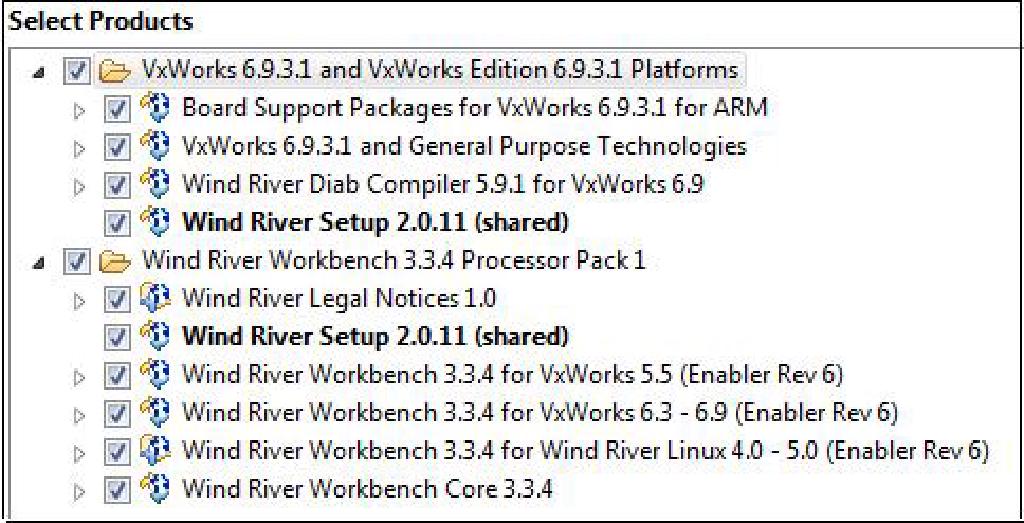 Select Products
VxWorks 6.9.3.1 and VxWorks Edition 6.9.3.1 Platforms
Board Support Packages for VxWorks 6.9.3.1 for ARM
VxWorks 6.9.3.1 and General Purpose Technologies
Wind River Diab Compiler 5.9.1 for VxWorks 6.9
Wind River Setup 2.0.11 (shared)
Wind River Workbench 3.3.4 Processor Pack 1
Wind River Legal Notices 1.0
Wind River Setup 2.0.11 (shared)
Wind River Workbench 3.3.4 for VxWorks 5.5 (Enabler Rev 6)
Wind River Workbench 3.3.4 for VxWorks 6.3 - 6.9 (Enabler Rev 6)
Wind River Workbench 3.3.4 for Wind River Linux 4.0 - 5.0 (Enabler Rev 6)
Wind River Workbench Core 3.3.4